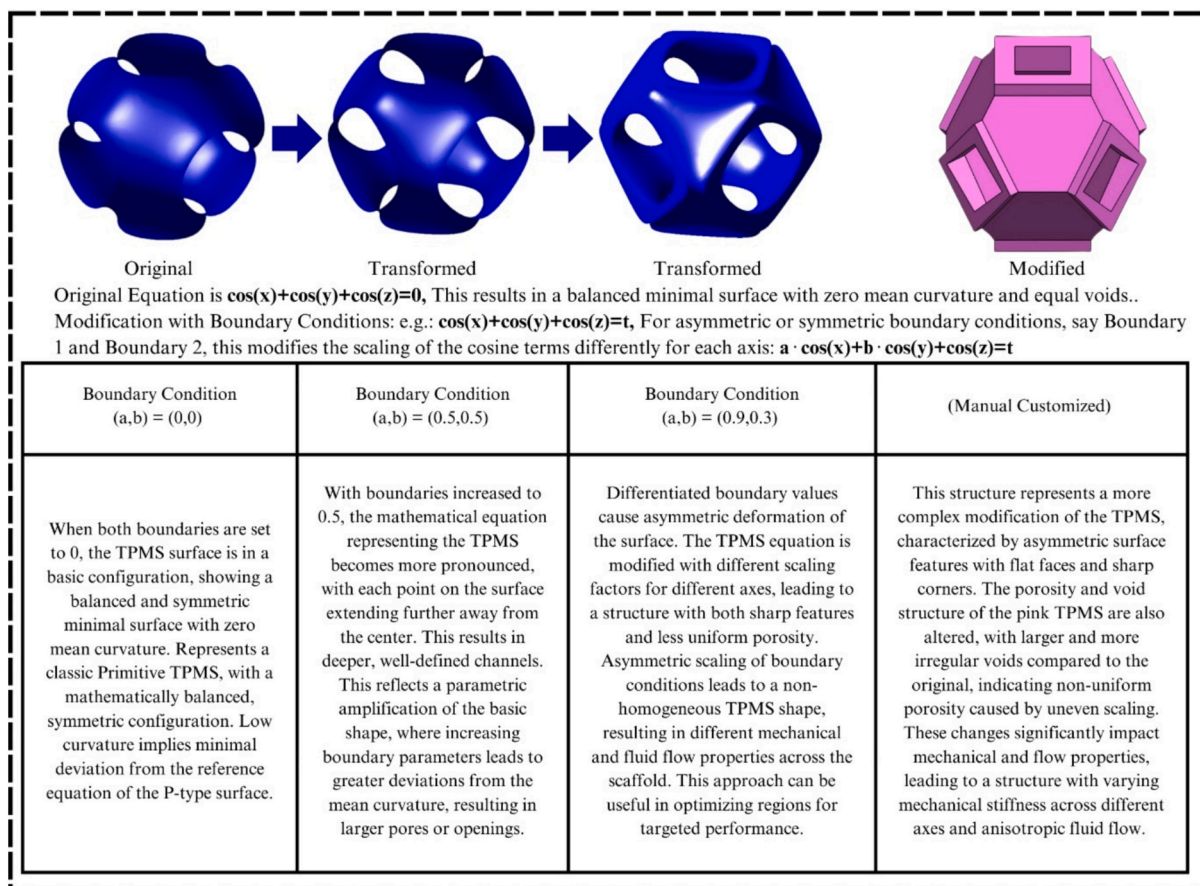 Original
Transformed
Transformed
Modified
Original Equation is cos(x)+cos(y)+cos(z)=0, This results in a balanced minimal surface with zero mean curvature and equal voids..
Modification with Boundary Conditions: e.g.: cos(x)+cos(y)+cos(z)=t, For asymmetric or symmetric boundary conditions, say Boundary
1 and Boundary 2, this modifies the scaling of the cosine terms differently for each axis: a · cos(x)+b · cos(y)+cos(z)=t
Boundary Condition
(a,b) = (0,0)
Boundary Condition
(a,b) = (0.5,0.5)
Boundary Condition
(a,b) = (0.9,0.3)
(Manual Customized)
When both boundaries are set
to 0, the TPMS surface is in a
basic configuration, showing a
balanced and symmetric
minimal surface with zero
mean curvature. Represents a
classic Primitive TPMS, with a
mathematically balanced,
symmetric configuration. Low
curvature implies minimal
deviation from the reference
equation of the P-type surface.
With boundaries increased to
0.5, the mathematical equation
representing the TPMS
becomes more pronounced,
with each point on the surface
extending further away from
the center. This results in
deeper, well-defined channels.
This reflects a parametric
amplification of the basic
shape, where increasing
boundary parameters leads to
greater deviations from the
mean curvature, resulting in
larger pores or openings.
Differentiated boundary values
cause asymmetric deformation of
the surface. The TPMS equation is
modified with different scaling
factors for different axes, leading to
a structure with both sharp features
and less uniform porosity.
Asymmetric scaling of boundary
conditions leads to a non-
homogeneous TPMS shape,
resulting in different mechanical
and fluid flow properties across the
scaffold. This approach can be
useful in optimizing regions for
targeted performance.
This structure represents a more
complex modification of the TPMS,
characterized by asymmetric surface
features with flat faces and sharp
corners. The porosity and void
structure of the pink TPMS are also
altered, with larger and more
irregular voids compared to the
original, indicating non-uniform
porosity caused by uneven scaling.
These changes significantly impact
mechanical and flow properties,
leading to a structure with varying
mechanical stiffness across different
axes and anisotropic fluid flow.